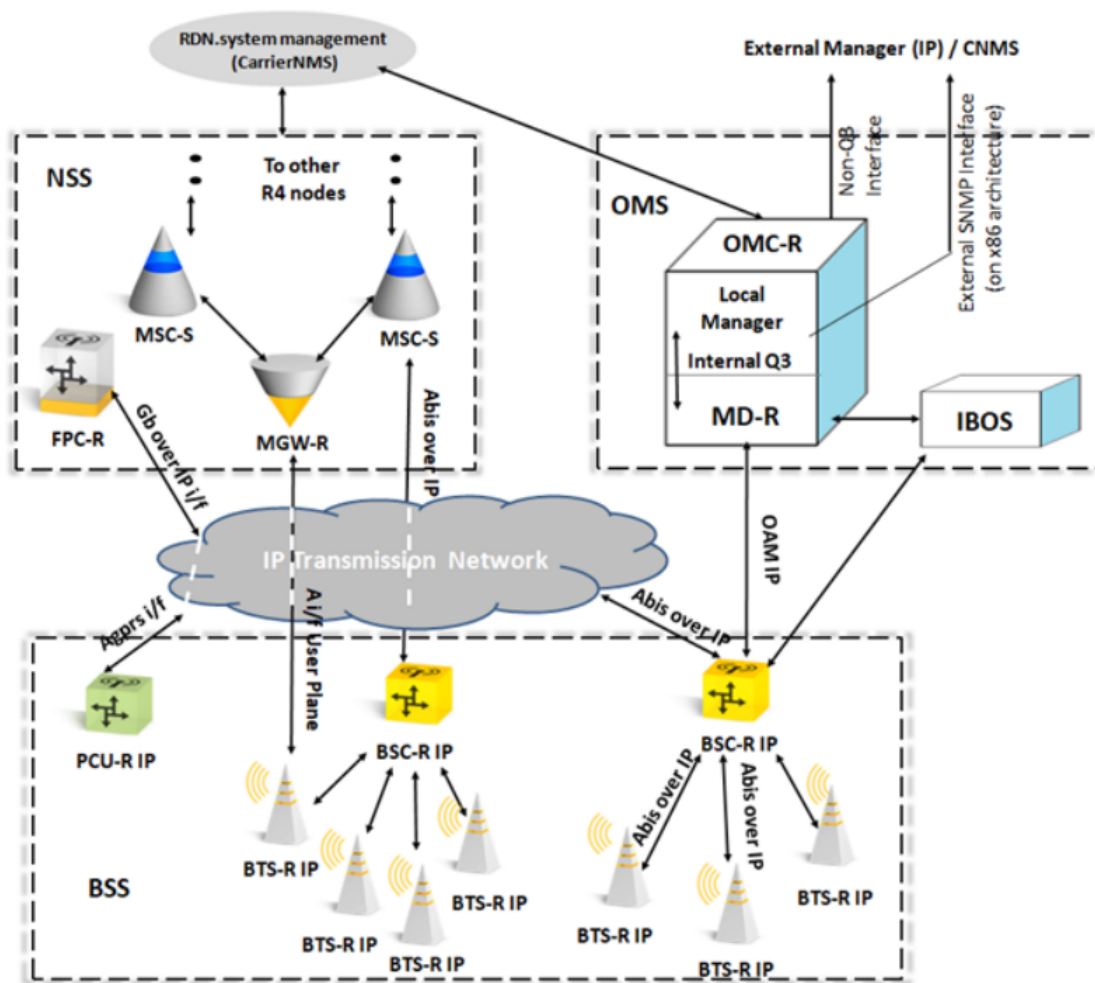 RDN.system management
(CarrierNMS)
External Manager (IP) / CNMS
NSS
To other
R4 nodes
MSC-S
MSC-S
FPC-R
MGW-R
Gb over IP i/f
Abis over IP
OMS
Non-Q3
Interface
External SNMP Interface
(on x86 architecture)
OMC-R
Local
Manager
Internal Q3
MD-R
IBOS
IP Transmission Network
OAM IP
Agprs i/f
A i/f User Plane
Abis over IP
PCU-R IP
BSC-R IP
BSC-R IP
Abis over IP
Abis over IP
BTS-R IP
BTS-R IP
BTS-R IP
BTS-R IP
BTS-R IP
BTS-R IP
BTS-R IP
BSS